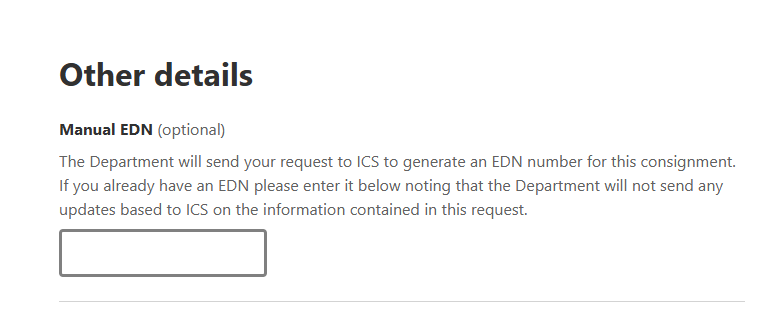 Other details
Manual EDN (optional)
The Department will send your request to ICS to generate an EDN number for this consignment.
If you already have an EDN please enter it below noting that the Department will not send any
updates based to ICS on the information contained in this request.